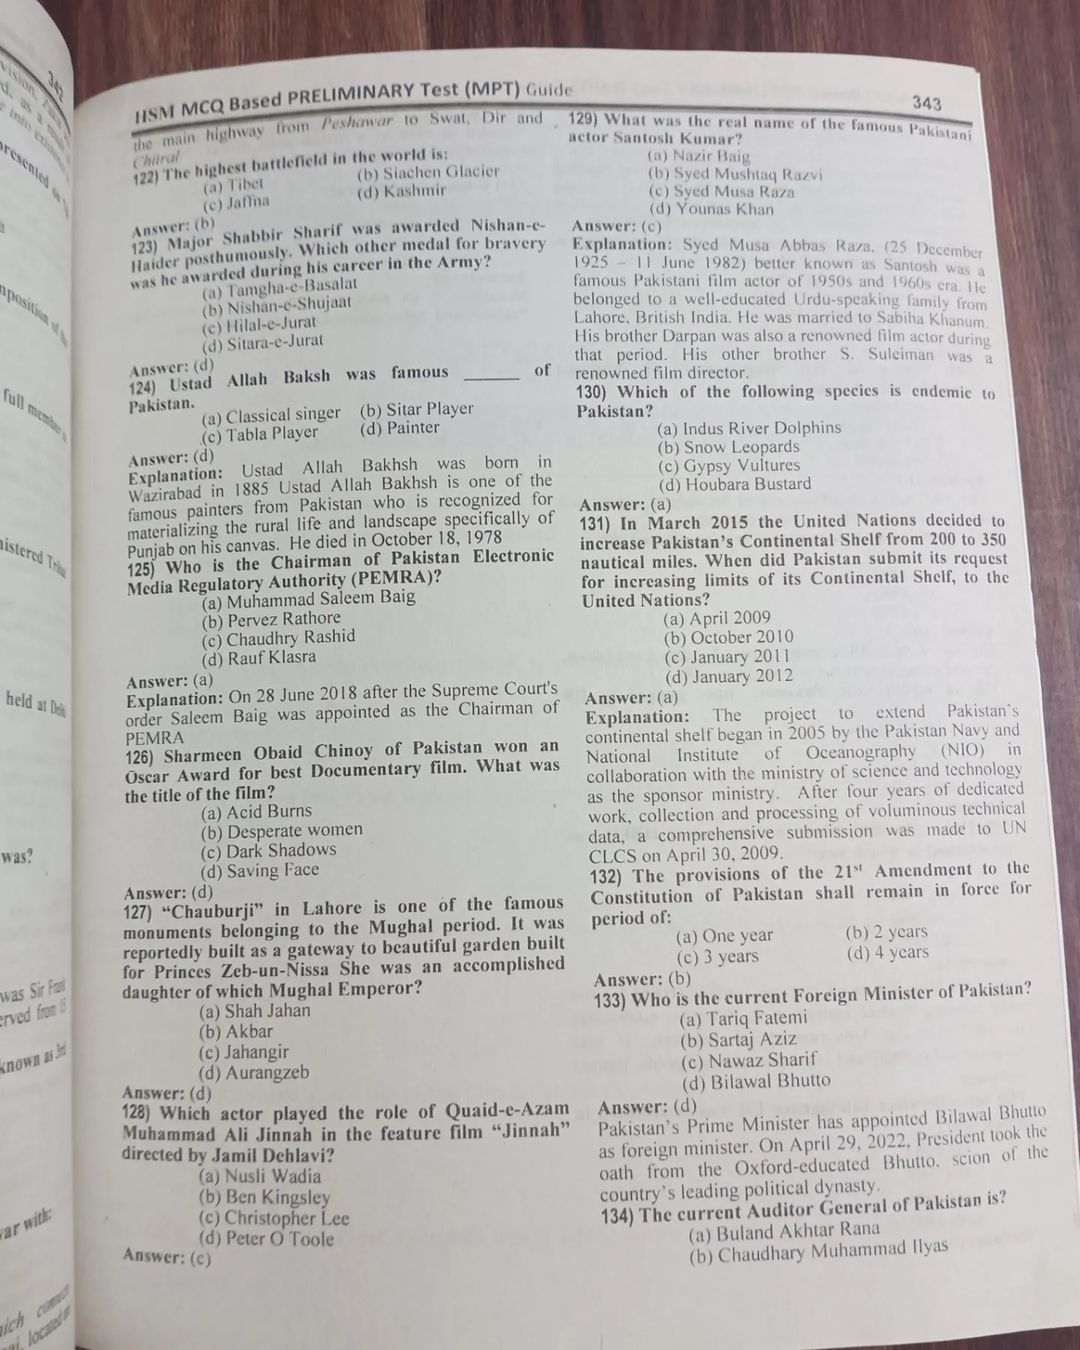 342
HSM MCQ Based PRELIMINARY Test (MPT) Guide
343
the main highway from Peshawar to Swat, Dir and
Chitral
122) The highest battlefield in the world is:
(a) Tibet (b) Siachen Glacier
(c) Jaffna (d) Kashmir
Answer: (b)
123) Major Shabbir Sharif was awarded Nishan-e-
Haider posthumously. Which other medal for bravery
was he awarded during his career in the Army?
(a) Tamgha-e-Basalat
(b) Nishan-e-Shujaat
(c) Hilal-e-Jurat
(d) Sitara-e-Jurat
Answer: (d)
124) Ustad Allah Baksh was famous ______ of
Pakistan.
(a) Classical singer (b) Sitar Player
(c) Tabla Player (d) Painter
Answer: (d)
Explanation: Ustad Allah Bakhsh was born in
Wazirabad in 1885 Ustad Allah Bakhsh is one of the
famous painters from Pakistan who is recognized for
materializing the rural life and landscape specifically of
Punjab on his canvas. He died in October 18, 1978
125) Who is the Chairman of Pakistan Electronic
Media Regulatory Authority (PEMRA)?
(a) Muhammad Saleem Baig
(b) Pervez Rathore
(c) Chaudhry Rashid
(d) Rauf Klasra
Answer: (a)
Explanation: On 28 June 2018 after the Supreme Court's
order Saleem Baig was appointed as the Chairman of
PEMRA
126) Sharmeen Obaid Chinoy of Pakistan won an
Oscar Award for best Documentary film. What was
the title of the film?
(a) Acid Burns
(b) Desperate women
(c) Dark Shadows
(d) Saving Face
Answer: (d)
127) “Chauburji” in Lahore is one of the famous
monuments belonging to the Mughal period. It was
reportedly built as a gateway to beautiful garden built
for Princes Zeb-un-Nissa She was an accomplished
daughter of which Mughal Emperor?
(a) Shah Jahan
(b) Akbar
(c) Jahangir
(d) Aurangzeb
Answer: (d)
128) Which actor played the role of Quaid-e-Azam
Muhammad Ali Jinnah in the feature film “Jinnah”
directed by Jamil Dehlavi?
(a) Nusli Wadia
(b) Ben Kingsley
(c) Christopher Lee
(d) Peter O Toole
Answer: (c)
129) What was the real name of the famous Pakistani
actor Santosh Kumar?
(a) Nazir Baig
(b) Syed Mushtaq Razvi
(c) Syed Musa Raza
(d) Younas Khan
Answer: (c)
Explanation: Syed Musa Abbas Raza, (25 December
1925 – 11 June 1982) better known as Santosh was a
famous Pakistani film actor of 1950s and 1960s era. He
belonged to a well-educated Urdu-speaking family from
Lahore, British India. He was married to Sabiha Khanum.
His brother Darpan was also a renowned film actor during
that period. His other brother S. Suleiman was a
renowned film director.
130) Which of the following species is endemic to
Pakistan?
(a) Indus River Dolphins
(b) Snow Leopards
(c) Gypsy Vultures
(d) Houbara Bustard
Answer: (a)
131) In March 2015 the United Nations decided to
increase Pakistan’s Continental Shelf from 200 to 350
nautical miles. When did Pakistan submit its request
for increasing limits of its Continental Shelf, to the
United Nations?
(a) April 2009
(b) October 2010
(c) January 2011
(d) January 2012
Answer: (a)
Explanation: The project to extend Pakistan’s
continental shelf began in 2005 by the Pakistan Navy and
National Institute of Oceanography (NIO) in
collaboration with the ministry of science and technology
as the sponsor ministry. After four years of dedicated
work, collection and processing of voluminous technical
data, a comprehensive submission was made to UN
CLCS on April 30, 2009.
132) The provisions of the 21st Amendment to the
Constitution of Pakistan shall remain in force for
period of:
(a) One year (b) 2 years
(c) 3 years (d) 4 years
Answer: (b)
133) Who is the current Foreign Minister of Pakistan?
(a) Tariq Fatemi
(b) Sartaj Aziz
(c) Nawaz Sharif
(d) Bilawal Bhutto
Answer: (d)
Pakistan’s Prime Minister has appointed Bilawal Bhutto
as foreign minister. On April 29, 2022, President took the
oath from the Oxford-educated Bhutto, scion of the
country’s leading political dynasty.
134) The current Auditor General of Pakistan is?
(a) Buland Akhtar Rana
(b) Chaudhary Muhammad Ilyas
full member
held at
was?
was Sir
from
known as 3rd
war with:
located